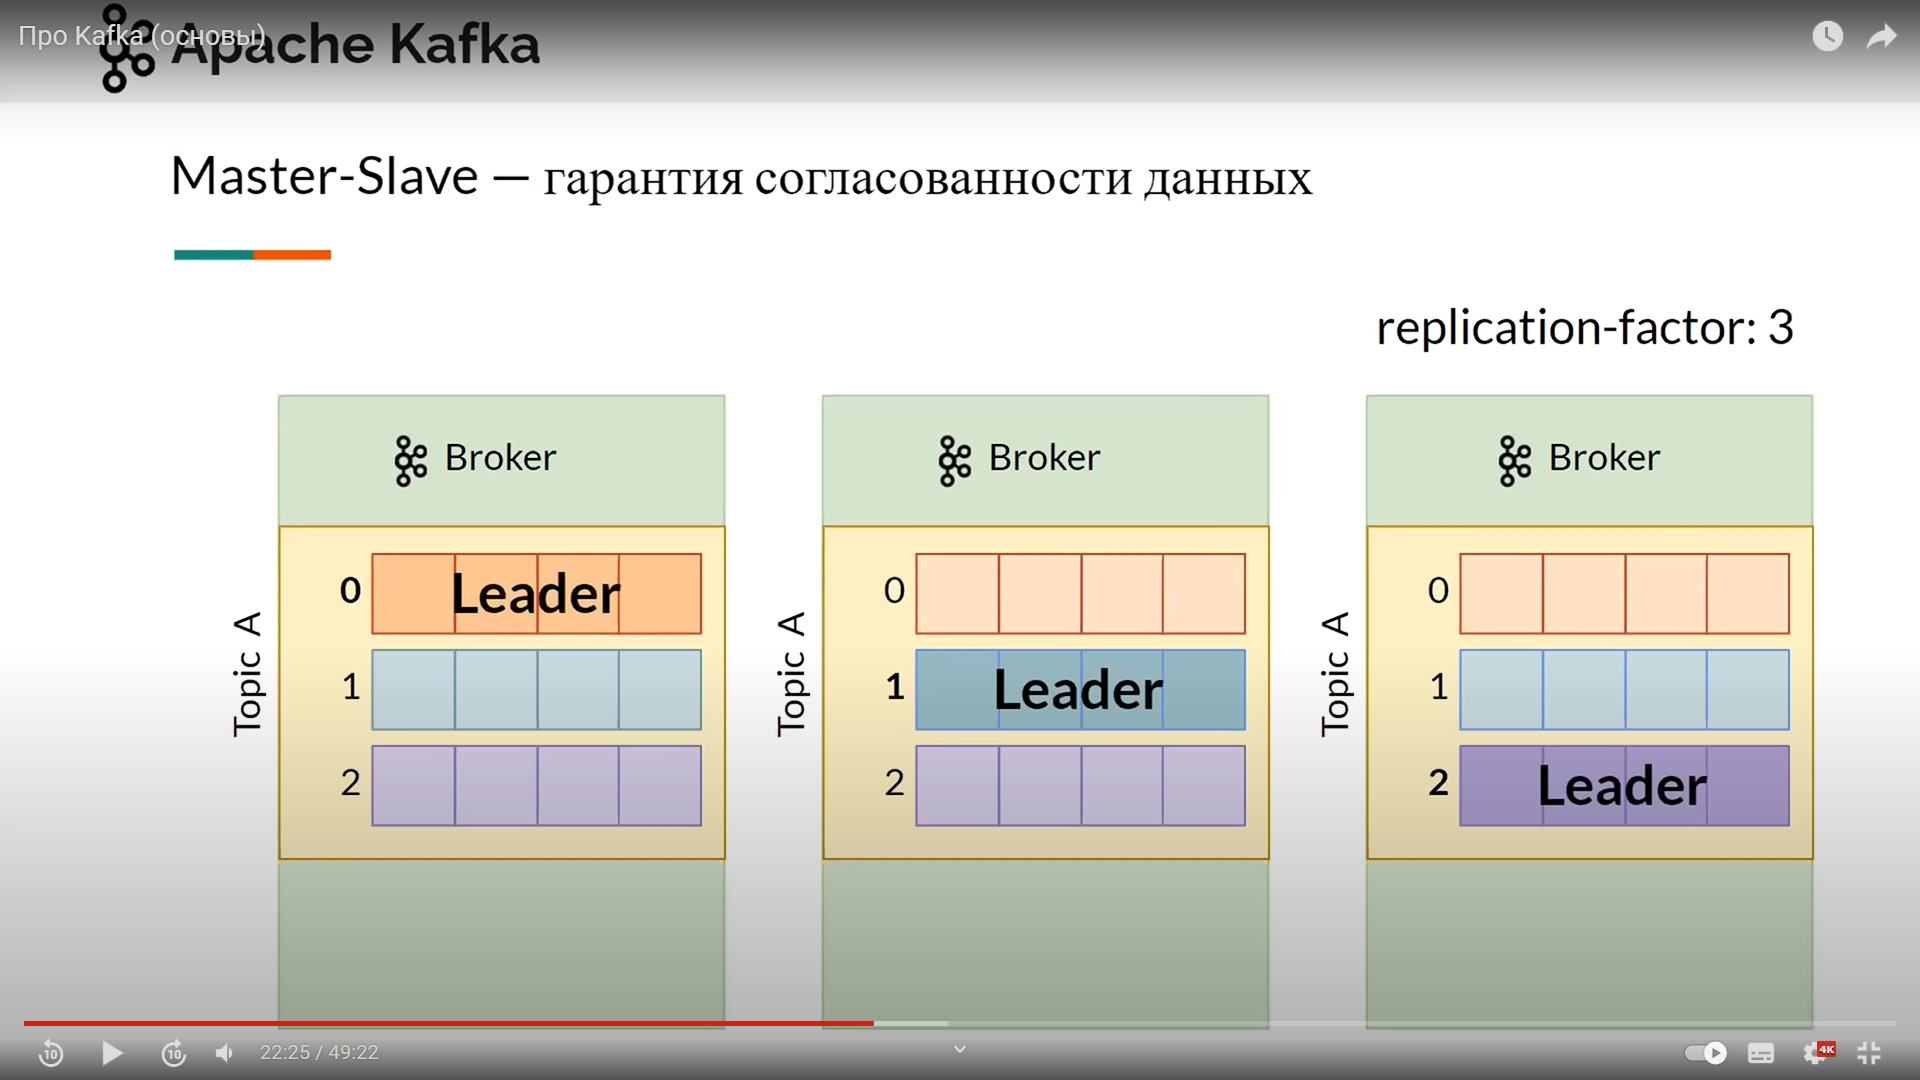 Про Kafka (основы)
Apache Kafka
Master-Slave — гарантия согласованности данных
replication-factor: 3
Broker
Broker
Broker
Topic A
0 Leader
1
2
Topic A
0
1 Leader
2
Topic A
0
1
2 Leader
10
10
22:25 / 49:22
4K